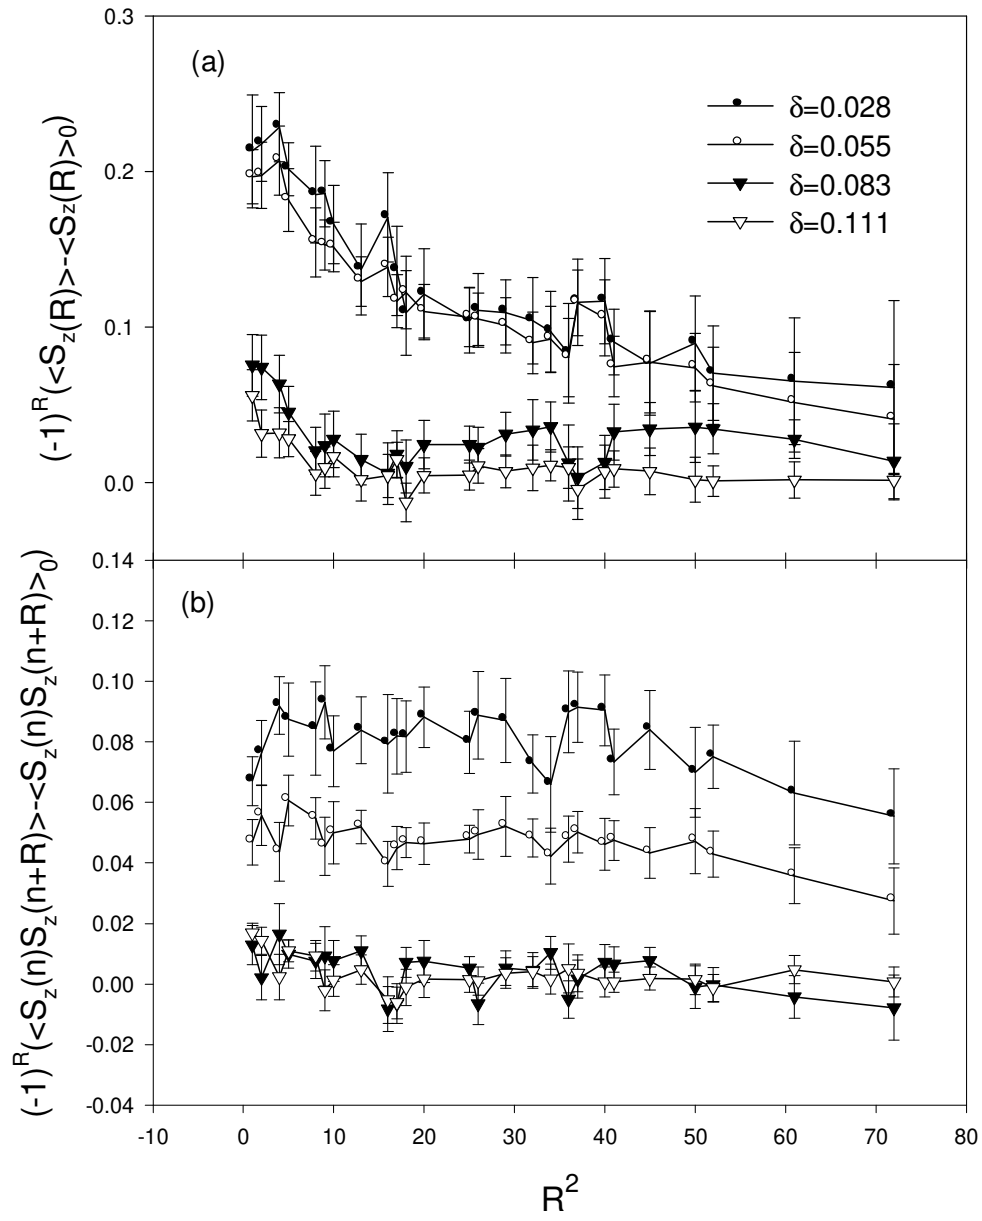 0.3
(a)
δ=0.028
δ=0.055
0.2
δ=0.083
δ=0.111
0.1
0.0
(-1)^R(<S_z(R)>-<S_z(R)>_0)
0.14
(b)
0.12
0.10
0.08
0.06
0.04
0.02
0.00
-0.02
-0.04
(-1)^R(<S_z(n)S_z(n+R)>-<S_z(n)S_z(n+R)>_0)
-10 0 10 20 30 40 50 60 70 80
R^2